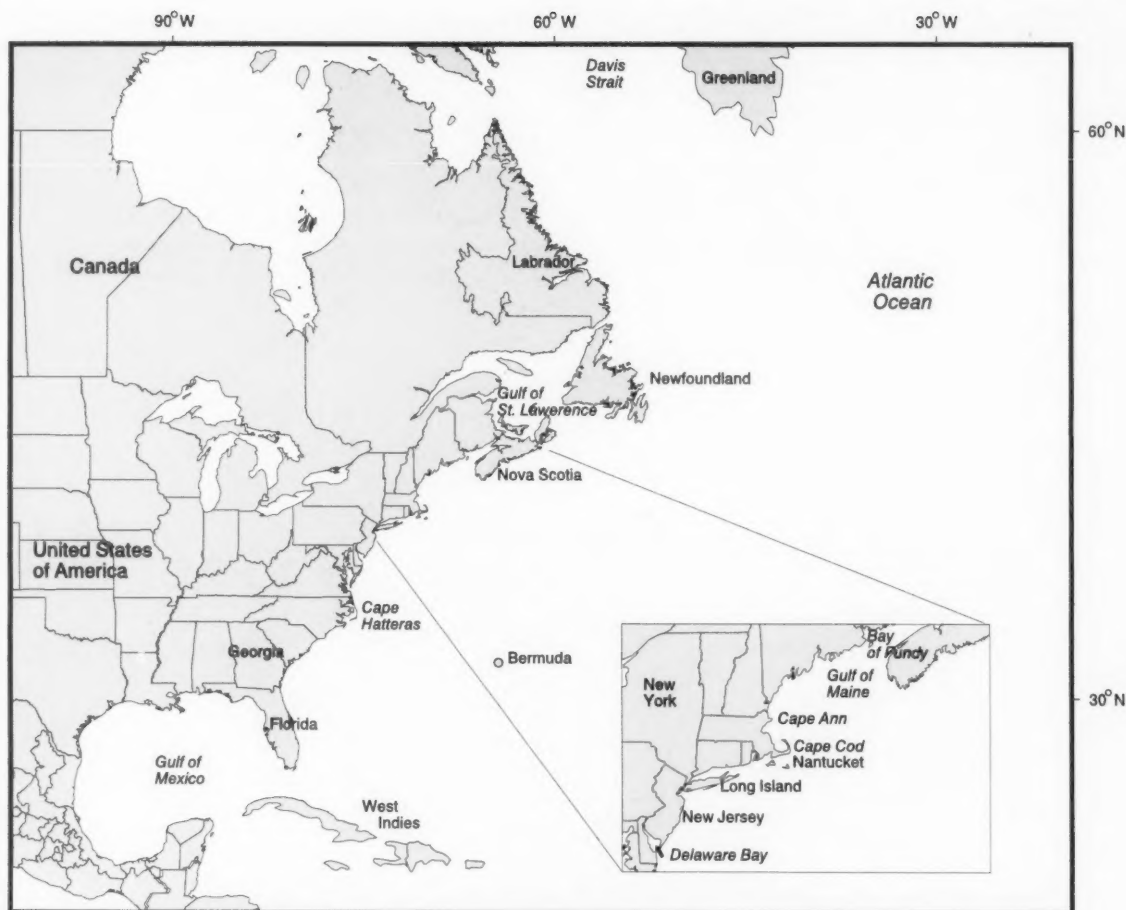 90°W
60°W
30°W
Davis
Strait
Greenland
60°N
Canada
Labrador
Atlantic
Ocean
Newfoundland
Gulf of
St. Lawerence
Nova Scotia
United States
of America
Cape
Hatteras
Georgia
Bermuda
Florida
30°N
Gulf of
Mexico
West
Indies
Bay
of Fundy
Gulf of
Maine
New
York
Cape Ann
Cape Cod
Nantucket
Long Island
New Jersey
Delaware Bay